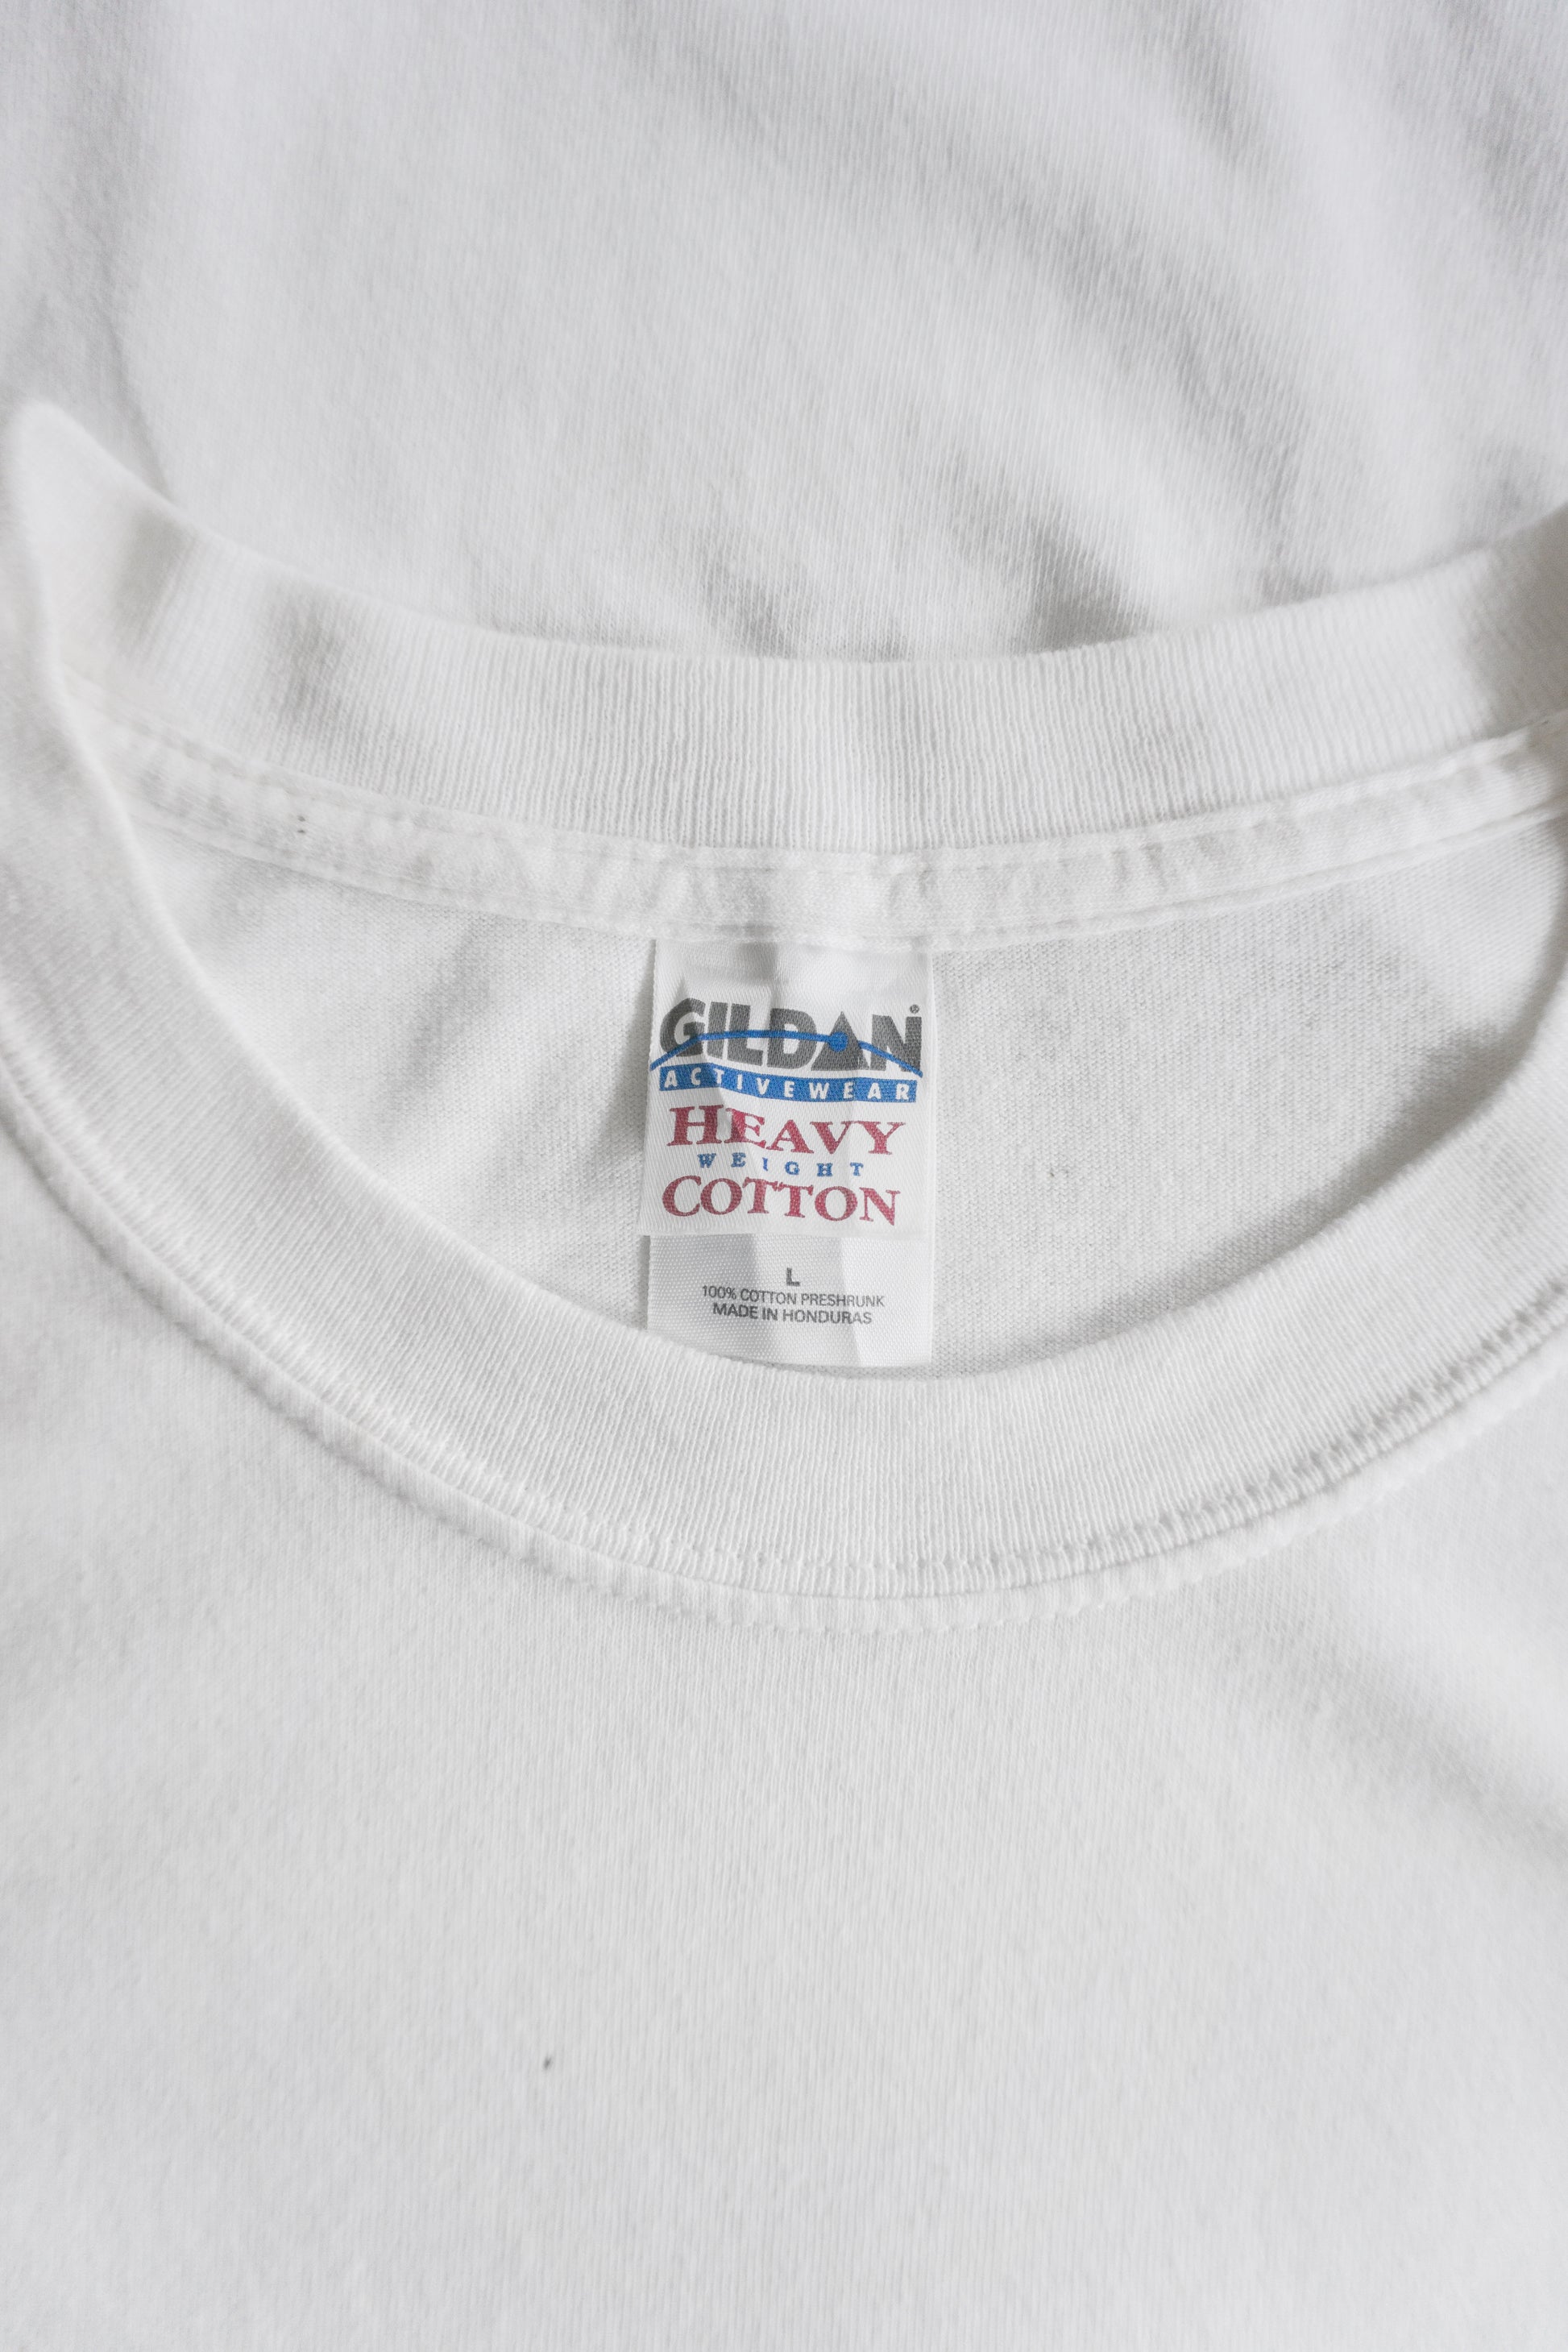 GILDAN®
ACTIVEWEAR
HEAVY
WEIGHT
COTTON
L
100% COTTON PRESHRUNK
MADE IN HONDURAS